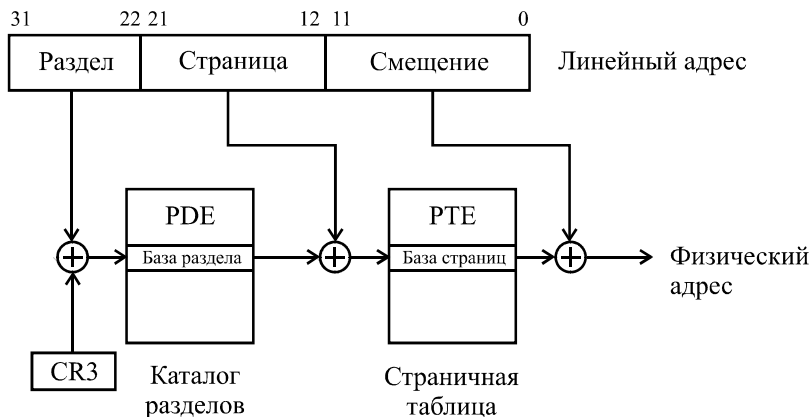 31 22 21 12 11 0
Раздел Страница Смещение Линейный адрес
PDE PTE
База раздела База страниц
Физический
адрес
CR3
Каталог
разделов
Страничная
таблица